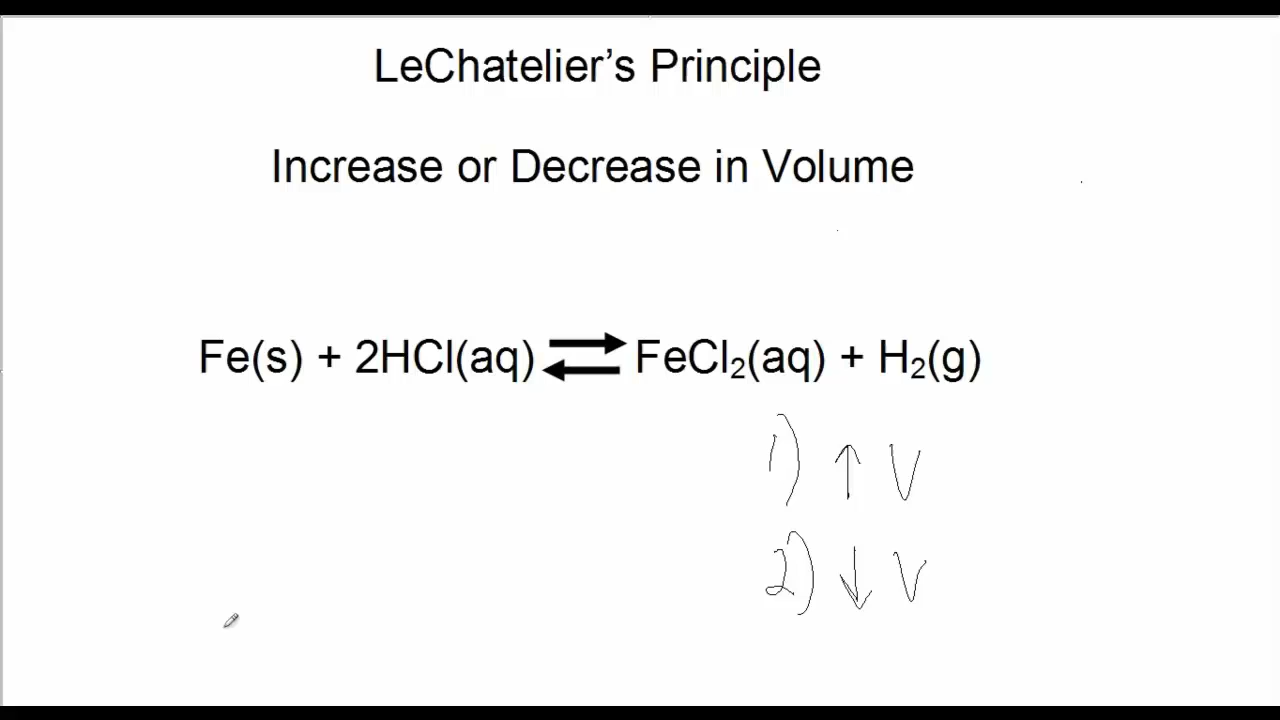 LeChatelier's Principle
Increase or Decrease in Volume
Fe(s) + 2HCl(aq) ⇌ FeCl₂(aq) + H₂(g)
1) ↑ V
2) ↓ V